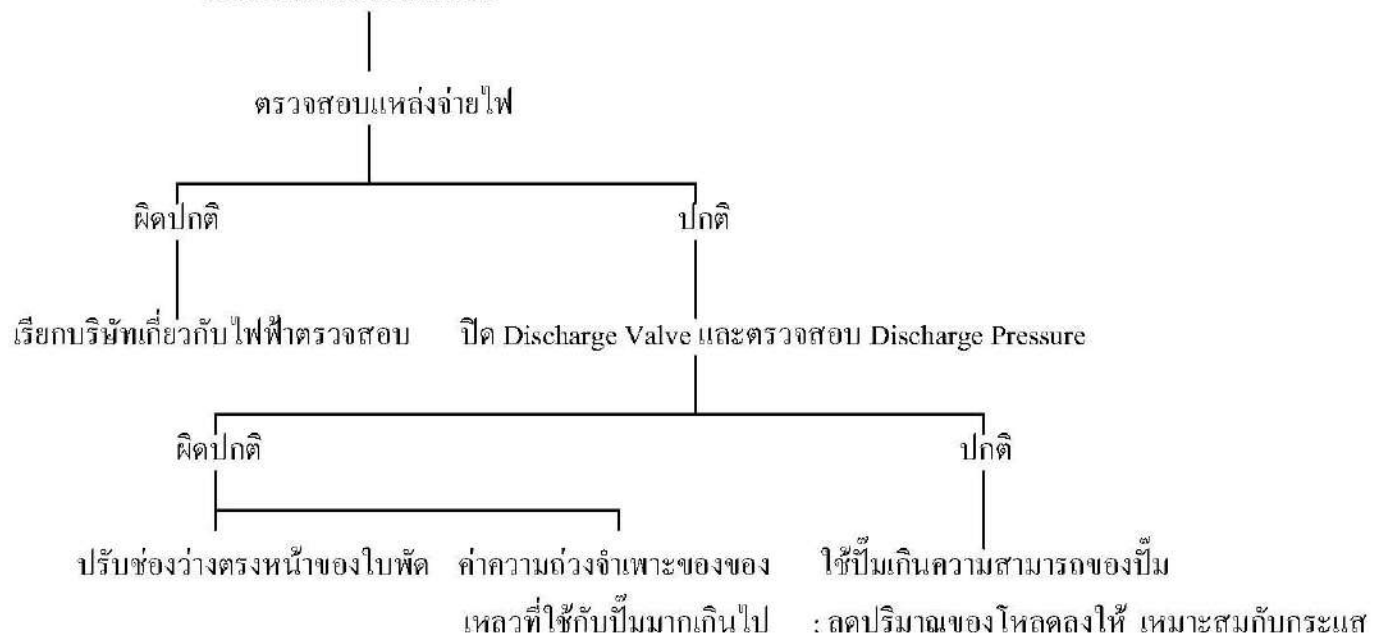 ตรวจสอบแหล่งจ่ายไฟ
ผิดปกติ ปกติ
เรียกบริษัทเกี่ยวกับไฟฟ้าตรวจสอบ ปิด Discharge Valve และตรวจสอบ Discharge Pressure
ผิดปกติ ปกติ
ปรับช่องว่างตรงหน้าของใบพัด ค่าความถ่วงจำเพาะของของ ใช้ปั๊มเกินความสามารถของปั๊ม
เหลวที่ใช้กับปั๊มมากเกินไป : ลดปริมาณของโหลดลงให้ เหมาะสมกับกระแส